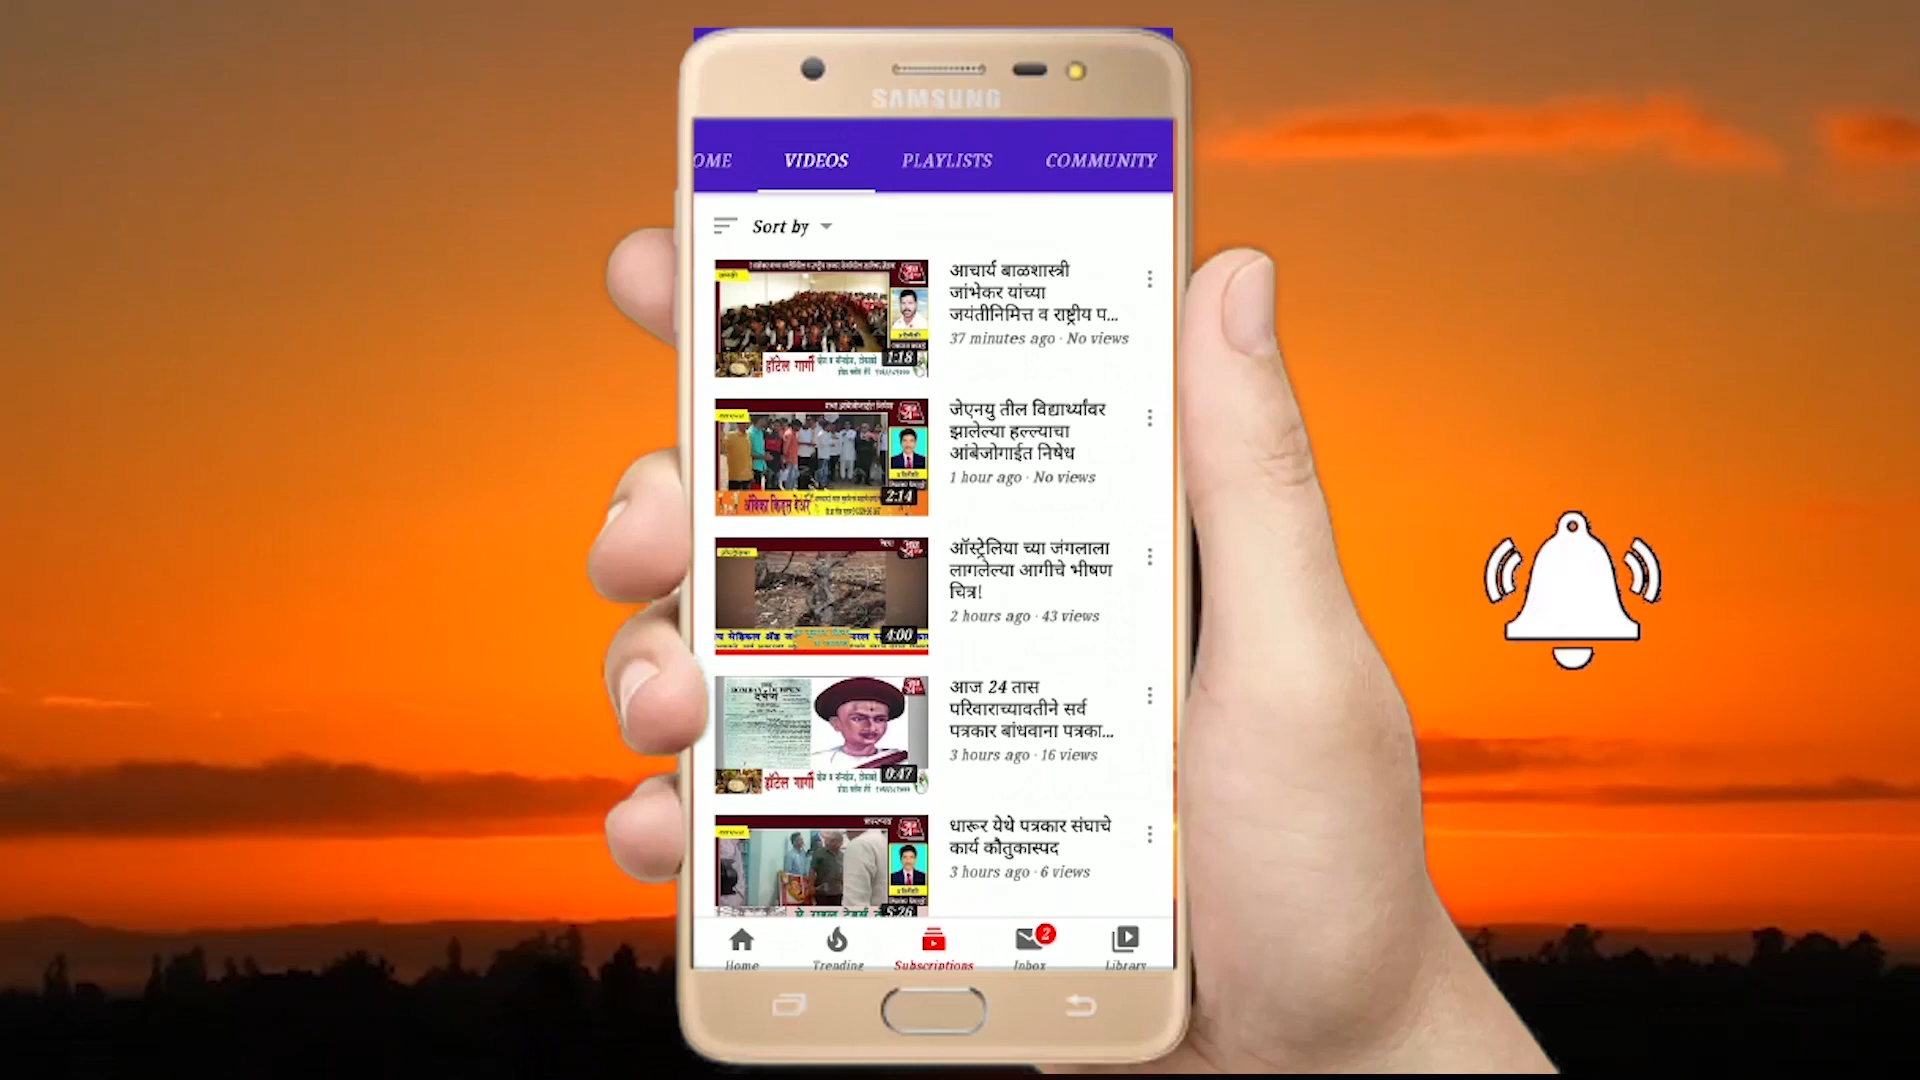 SAMSUNG
OME VIDEOS PLAYLISTS COMMUNITY
Sort by
आचार्य बाळशास्त्री
जांभेकर यांच्या
जयंतीनिमित्त व राष्ट्रीय प...
37 minutes ago · No views
हॉटेल गार्गी
1:18
जेएनयु तील विद्यार्थ्यांवर
झालेल्या हल्ल्याचा
आंबेजोगाईत निषेध
1 hour ago · No views
2:14
ऑस्ट्रेलिया च्या जंगलाला
लागलेल्या आगीचे भीषण
चित्र!
2 hours ago · 43 views
4:00
आज 24 तास
परिवाराच्यावतीने सर्व
पत्रकार बांधवाना पत्रका...
3 hours ago · 16 views
हॉटेल गार्गी
0:47
धारूर येथे पत्रकार संघाचे
कार्य कौतुकास्पद
3 hours ago · 6 views
5:26
2
Home Trending Subscriptions Inbox Library